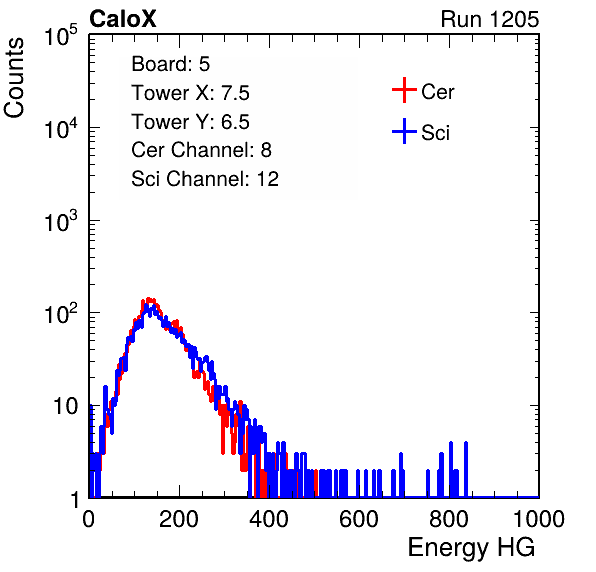 CaloX Run 1205
Counts
Board: 5
Tower X: 7.5
Tower Y: 6.5
Cer Channel: 8
Sci Channel: 12
Cer
Sci
10^5
10^4
10^3
10^2
10
1
0 200 400 600 800 1000
Energy HG